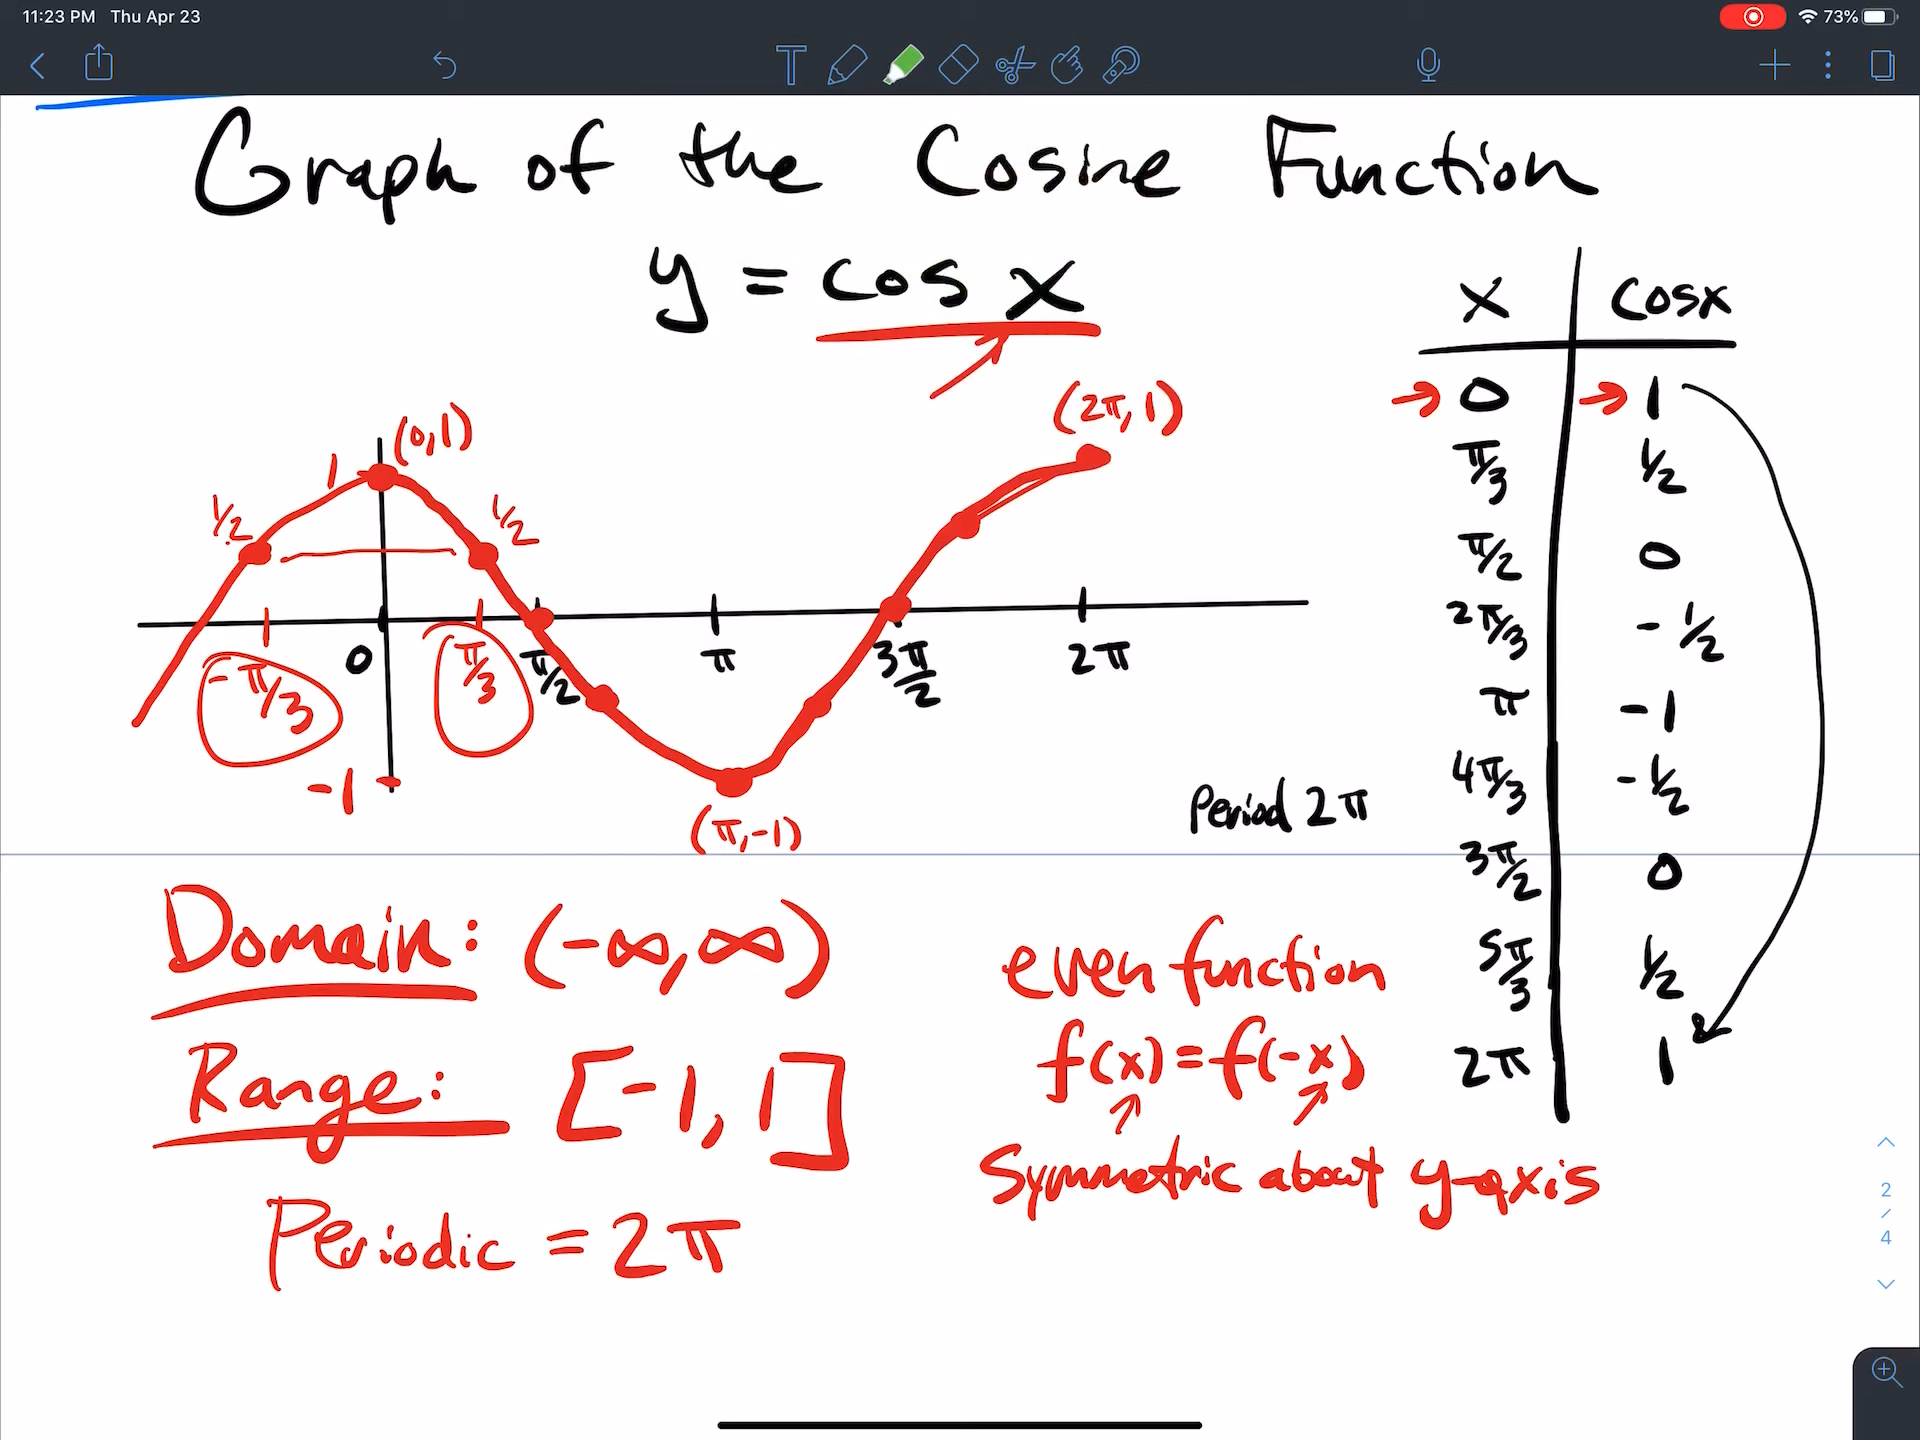 11:23 PM Thu Apr 23
73%
Graph of the Cosine Function
y = cos x
x cosx
0 1
π/3 1/2
π/2 0
2π/3 -1/2
π -1
4π/3 -1/2
3π/2 0
5π/3 1/2
2π 1
(2π, 1)
(0,1)
1
1/2 1/2
-π/3 0 π/3 π/2 π 3π/2 2π
-1
(π,-1)
Period 2π
Domain: (-∞,∞)
Range: [-1, 1]
Periodic = 2π
even function
f(x)=f(-x)
Symmetric about y-axis
2
/
4